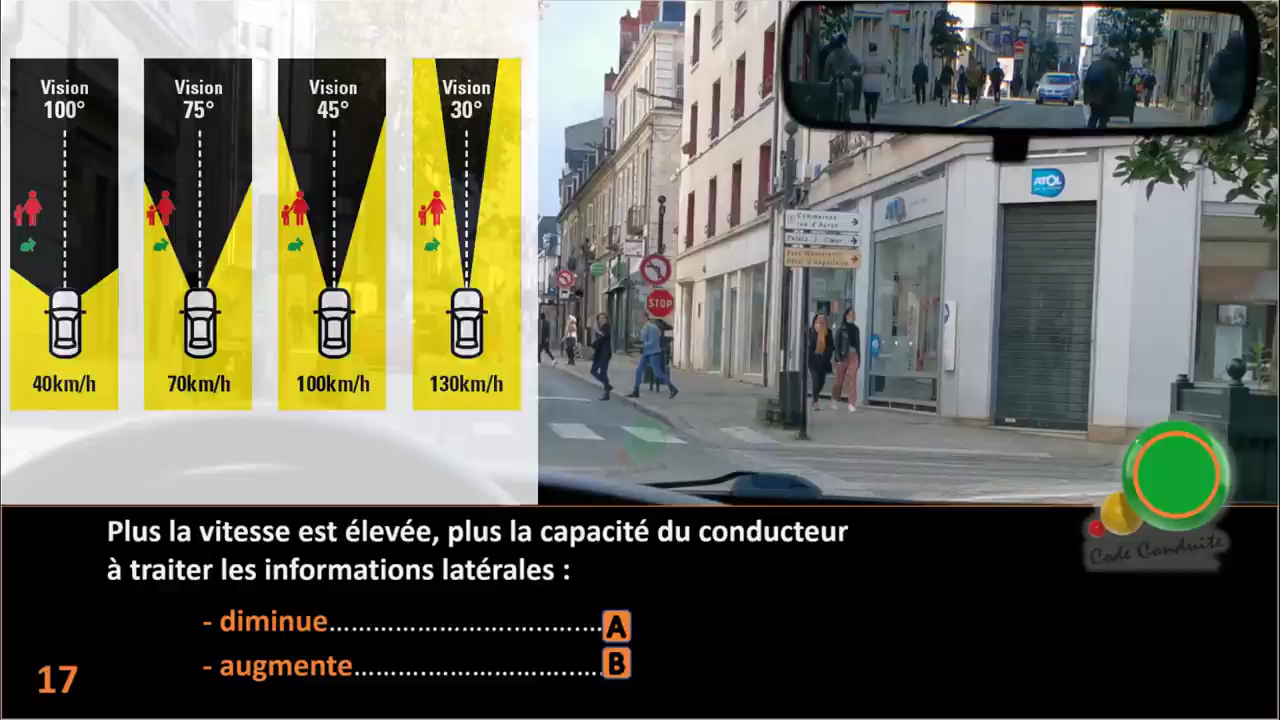 Vision
100°
40km/h
Vision
75°
70km/h
Vision
45°
100km/h
Vision
30°
130km/h
ATOL
STOP
Plus la vitesse est élevée, plus la capacité du conducteur
à traiter les informations latérales :
- diminue..................................... A
- augmente................................. B
17
Code Conduite